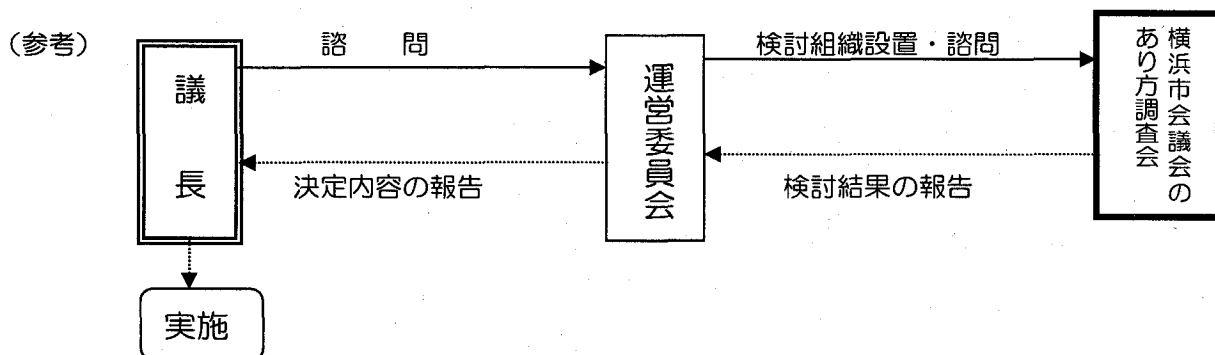 (参考)
議長
諮問
運営委員会
検討組織設置・諮問
横浜市会議会の
あり方調査会
決定内容の報告
検討結果の報告
実施